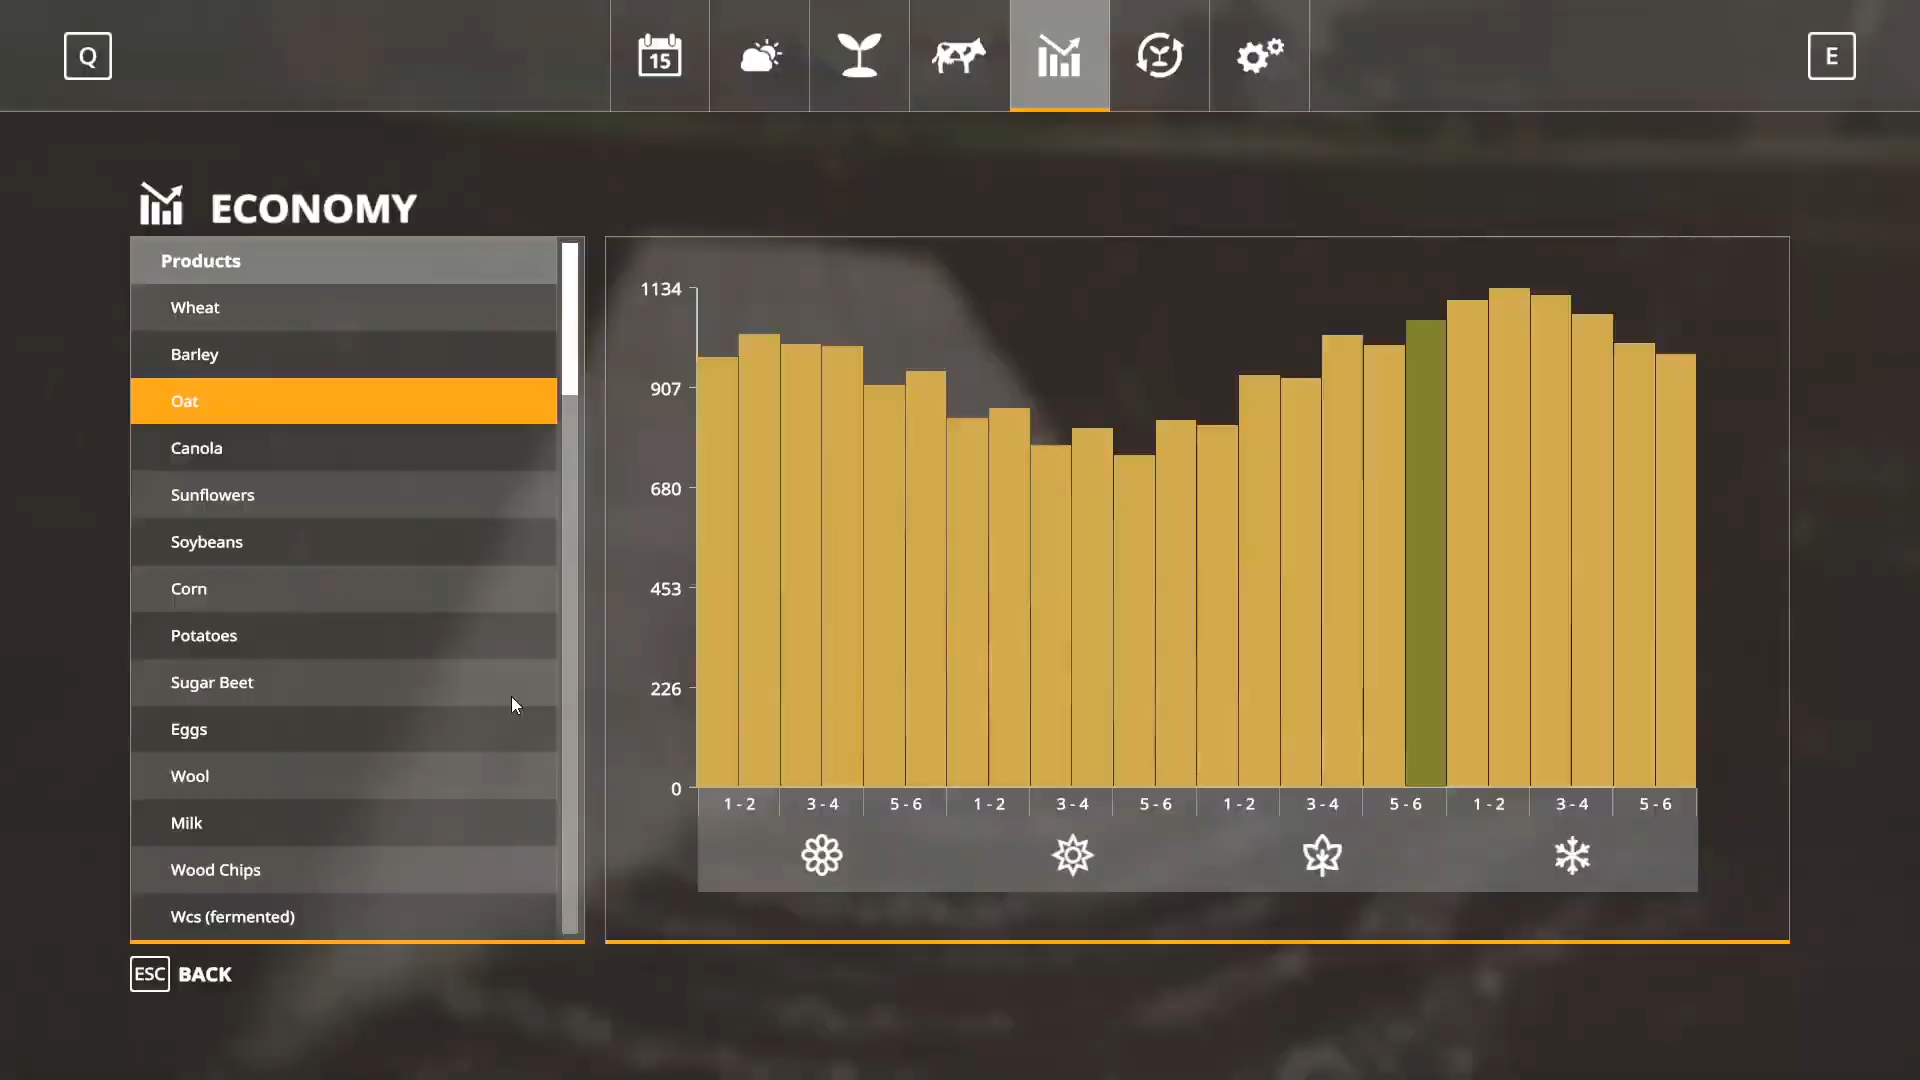 Q
15
E
ECONOMY
Products
Wheat
Barley
Oat
Canola
Sunflowers
Soybeans
Corn
Potatoes
Sugar Beet
Eggs
Wool
Milk
Wood Chips
Wcs (fermented)
1134
907
680
453
226
0
1 - 2 3 - 4 5 - 6 1 - 2 3 - 4 5 - 6 1 - 2 3 - 4 5 - 6 1 - 2 3 - 4 5 - 6
ESC BACK